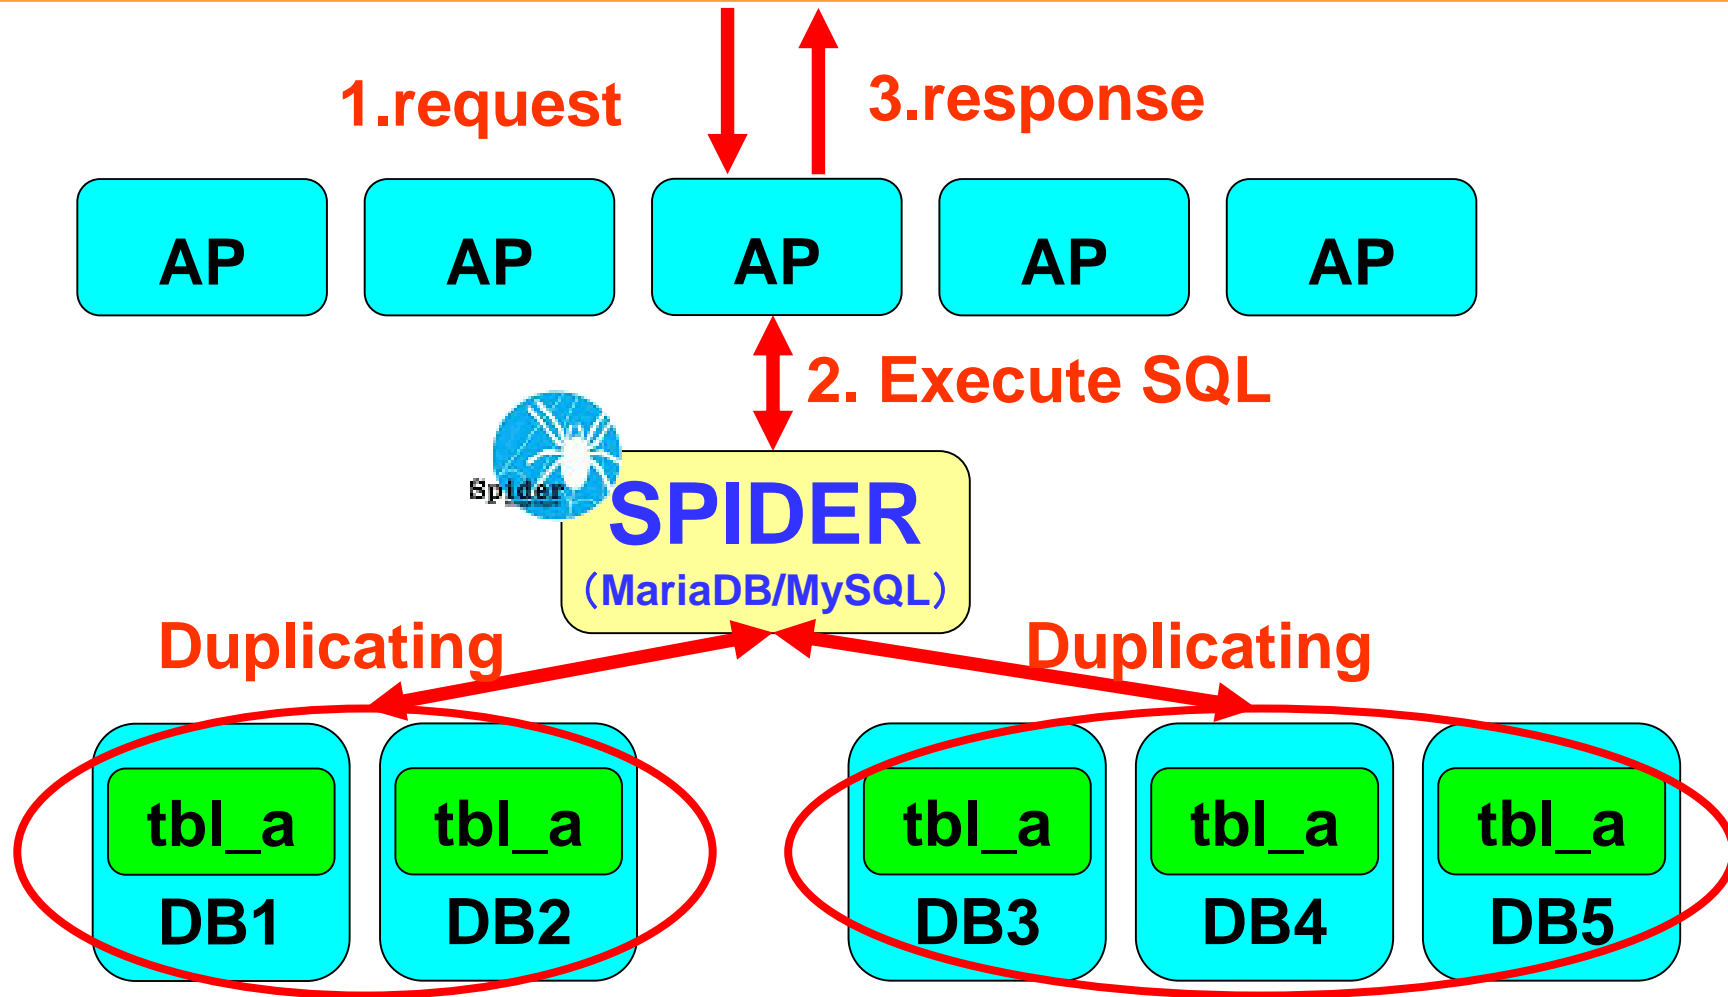 1.request
3.response
AP
AP
AP
AP
AP
2. Execute SQL
Spider
SPIDER
（MariaDB/MySQL）
Duplicating
Duplicating
tbl_a
tbl_a
tbl_a
tbl_a
tbl_a
DB1
DB2
DB3
DB4
DB5